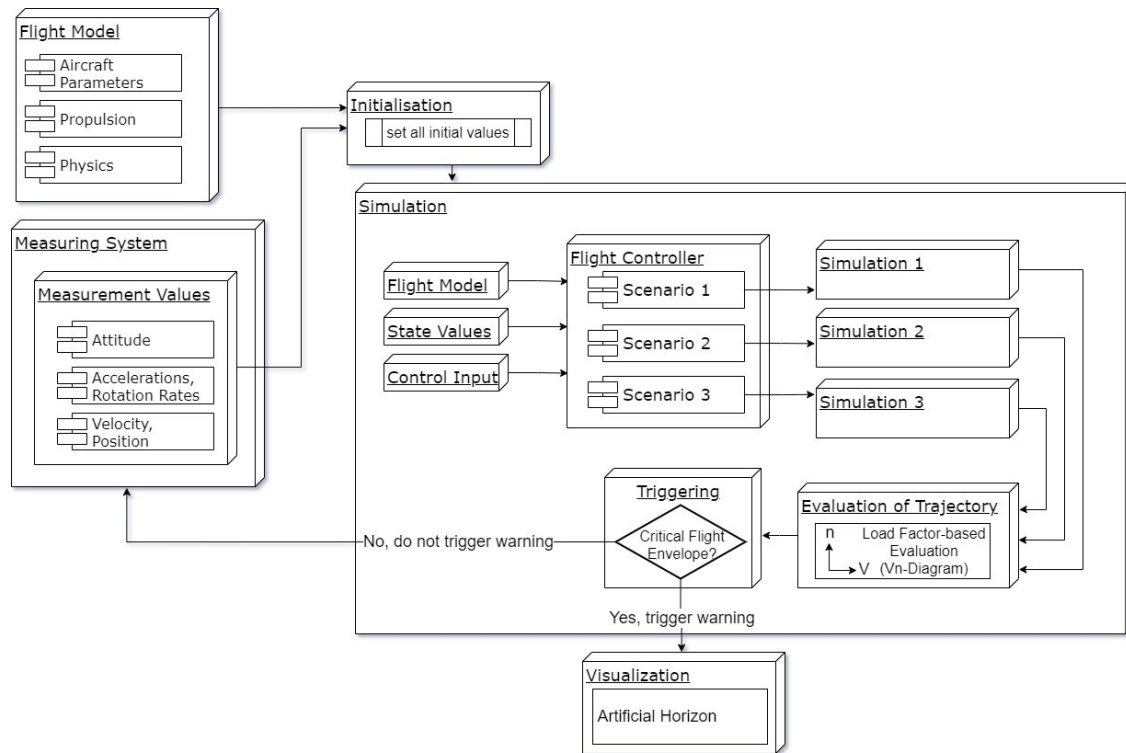 Flight Model
Aircraft
Parameters
Propulsion
Physics
Initialisation
set all initial values
Measuring System
Measurement Values
Attitude
Accelerations,
Rotation Rates
Velocity,
Position
Simulation
Flight Model
State Values
Control Input
Flight Controller
Scenario 1
Scenario 2
Scenario 3
Simulation 1
Simulation 2
Simulation 3
Evaluation of Trajectory
n
V
Load Factor-based
Evaluation
(Vn-Diagram)
Triggering
Critical Flight
Envelope?
No, do not trigger warning
Yes, trigger warning
Visualization
Artificial Horizon